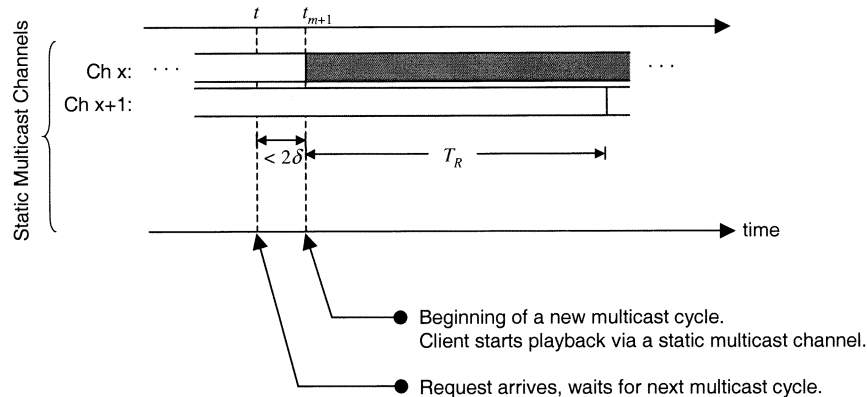 t
t_{m+1}
Static Multicast Channels
Ch x:
· · ·
· · ·
Ch x+1:
< 2δ
T_R
time
Beginning of a new multicast cycle.
Client starts playback via a static multicast channel.
Request arrives, waits for next multicast cycle.